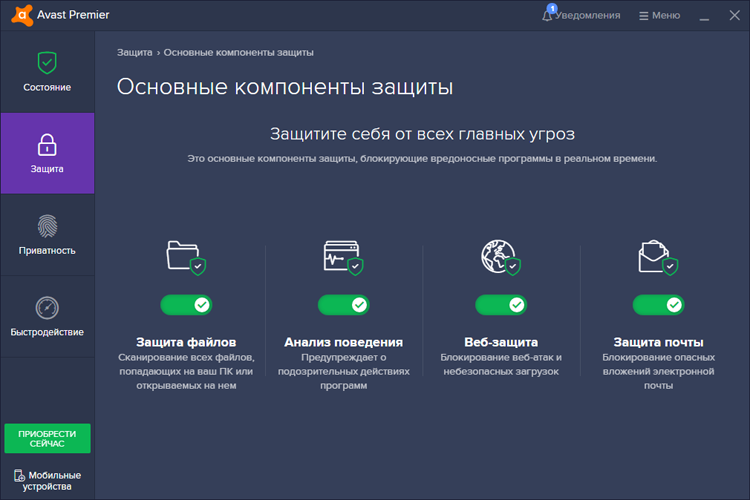 Avast Premier
1
Уведомления
Меню
Состояние
Защита
Приватность
Быстродействие
ПРИОБРЕСТИ
СЕЙЧАС
Мобильные
устройства
Защита › Основные компоненты защиты
Основные компоненты защиты
Защитите себя от всех главных угроз
Это основные компоненты защиты, блокирующие вредоносные программы в реальном времени.
Защита файлов
Сканирование всех файлов,
попадающих на ваш ПК или
открываемых на нем
Анализ поведения
Предупреждает о
подозрительных действиях
программ
Веб-защита
Блокирование веб-атак и
небезопасных загрузок
Защита почты
Блокирование опасных
вложений электронной
почты